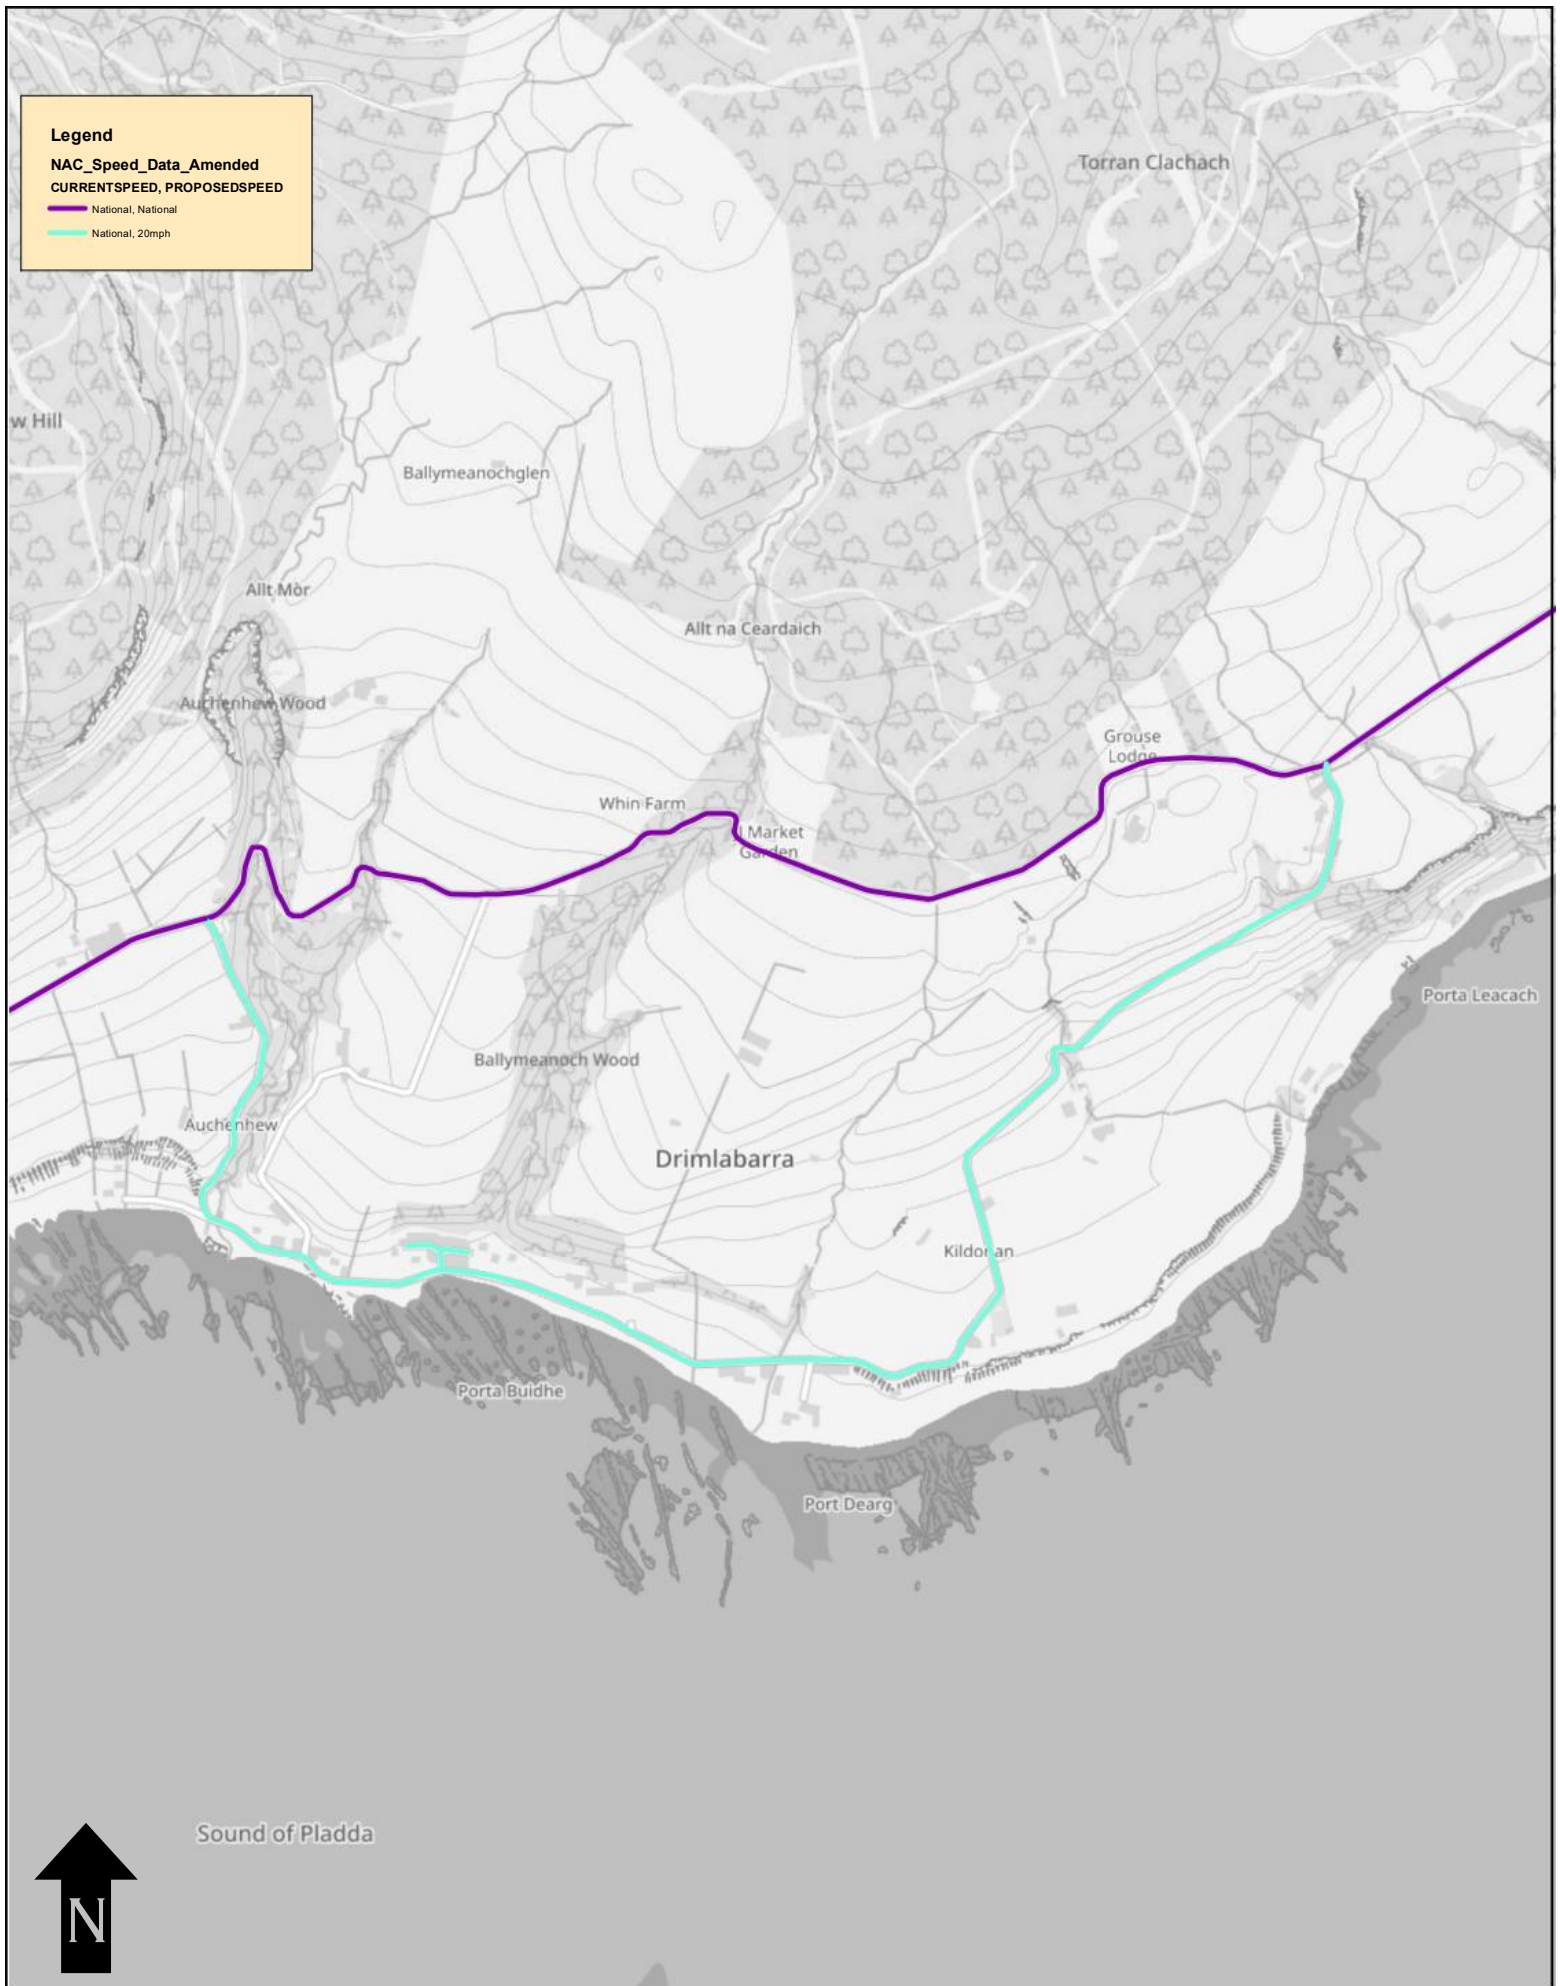 Legend
NAC_Speed_Data_Amended
CURRENTSPEED, PROPOSEDSPEED
National, National
National, 20mph
Torran Clachach
w Hill
Ballymeanochglen
Allt Mòr
Allt na Ceardaich
Auchenhew Wood
Grouse
Lodge
Whin Farm
l Market
Garden
Porta Leacach
Ballymeanoch Wood
Auchenhew
Drimlabarra
Kildonan
Porta Buidhe
Port Dearg
Sound of Pladda
N